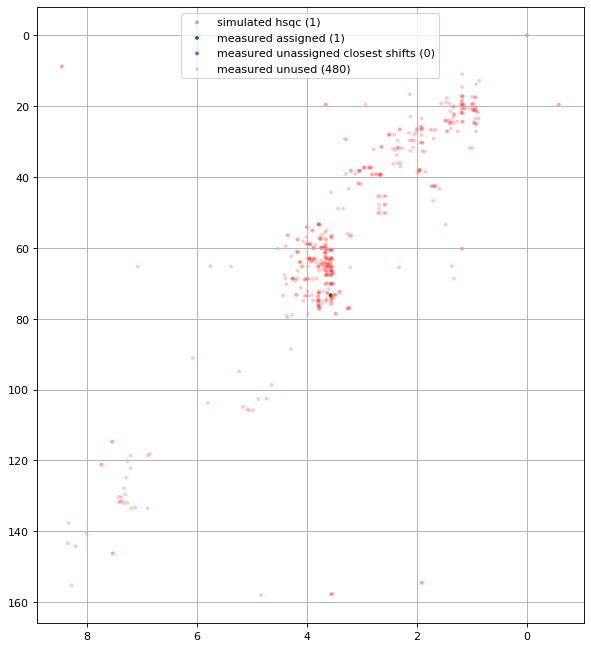 simulated hsqc (1)
measured assigned (1)
measured unassigned closest shifts (0)
measured unused (480)
0
20
40
60
80
100
120
140
160
8 6 4 2 0